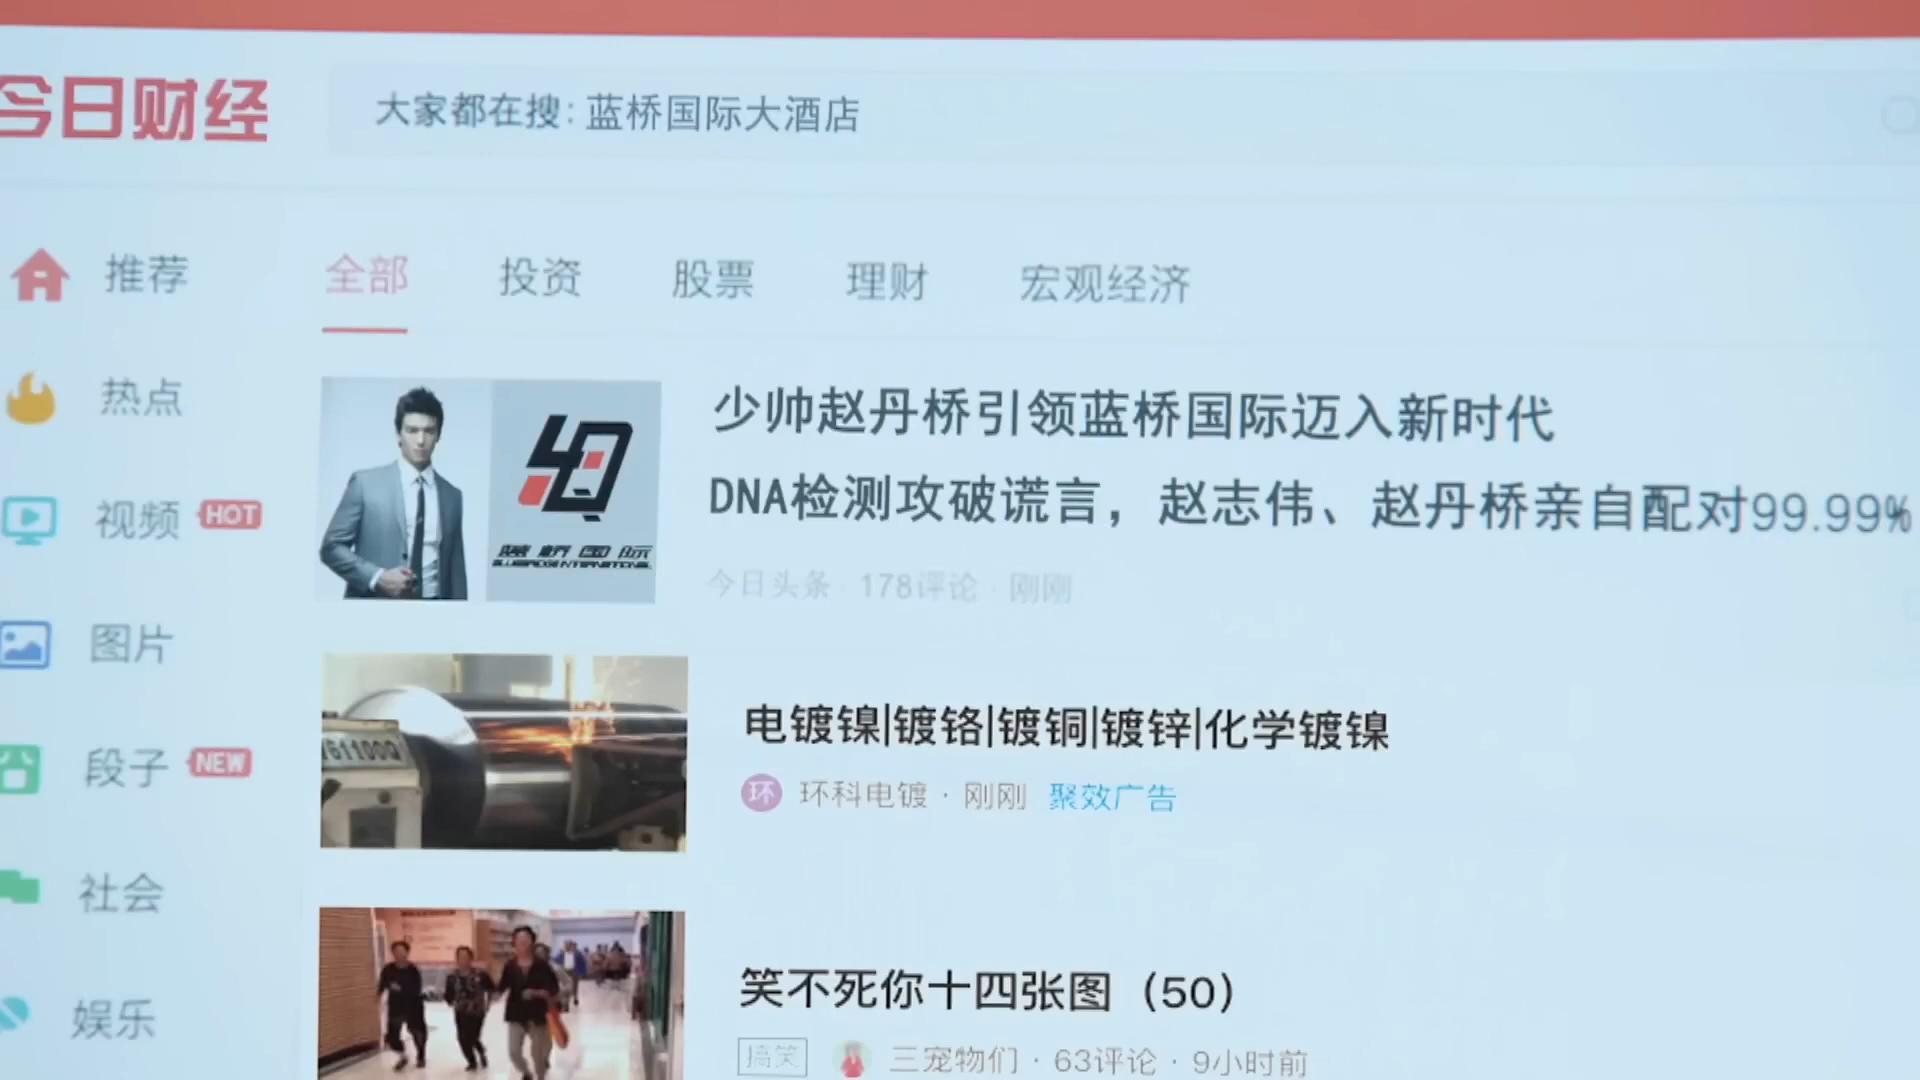 今日财经
大家都在搜: 蓝桥国际大酒店
推荐
全部 投资 股票 理财 宏观经济
热点
视频 HOT
图片
段子 NEW
社会
娱乐
少帅赵丹桥引领蓝桥国际迈入新时代
DNA检测攻破谎言，赵志伟、赵丹桥亲自配对99.99%
今日头条 · 178评论 · 刚刚
蓝桥国际
电镀镍|镀铬|镀铜|镀锌|化学镀镍
环 环科电镀 · 刚刚 聚效广告
笑不死你十四张图（50）
搞笑 三宠物们 · 63评论 · 9小时前